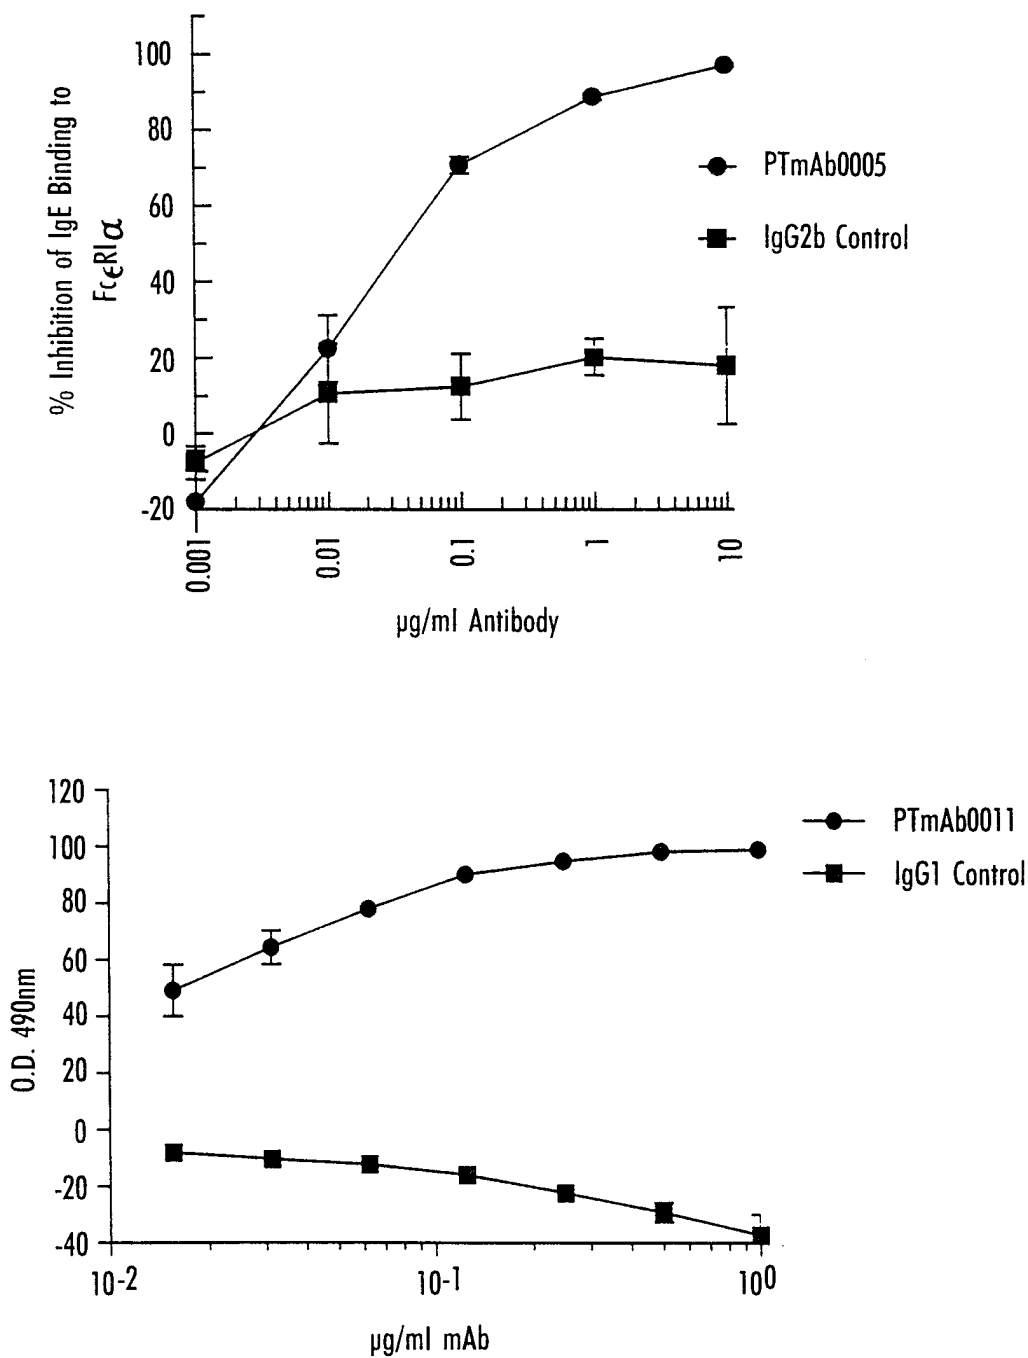 % Inhibition of IgE Binding to
FcϵRIα
100
80
60
40
20
0
-20
0.001
0.01
0.1
1
10
µg/ml Antibody
PTmAb0005
IgG2b Control
O.D. 490nm
120
100
80
60
40
20
0
-20
-40
10-2
10-1
100
µg/ml mAb
PTmAb0011
IgG1 Control